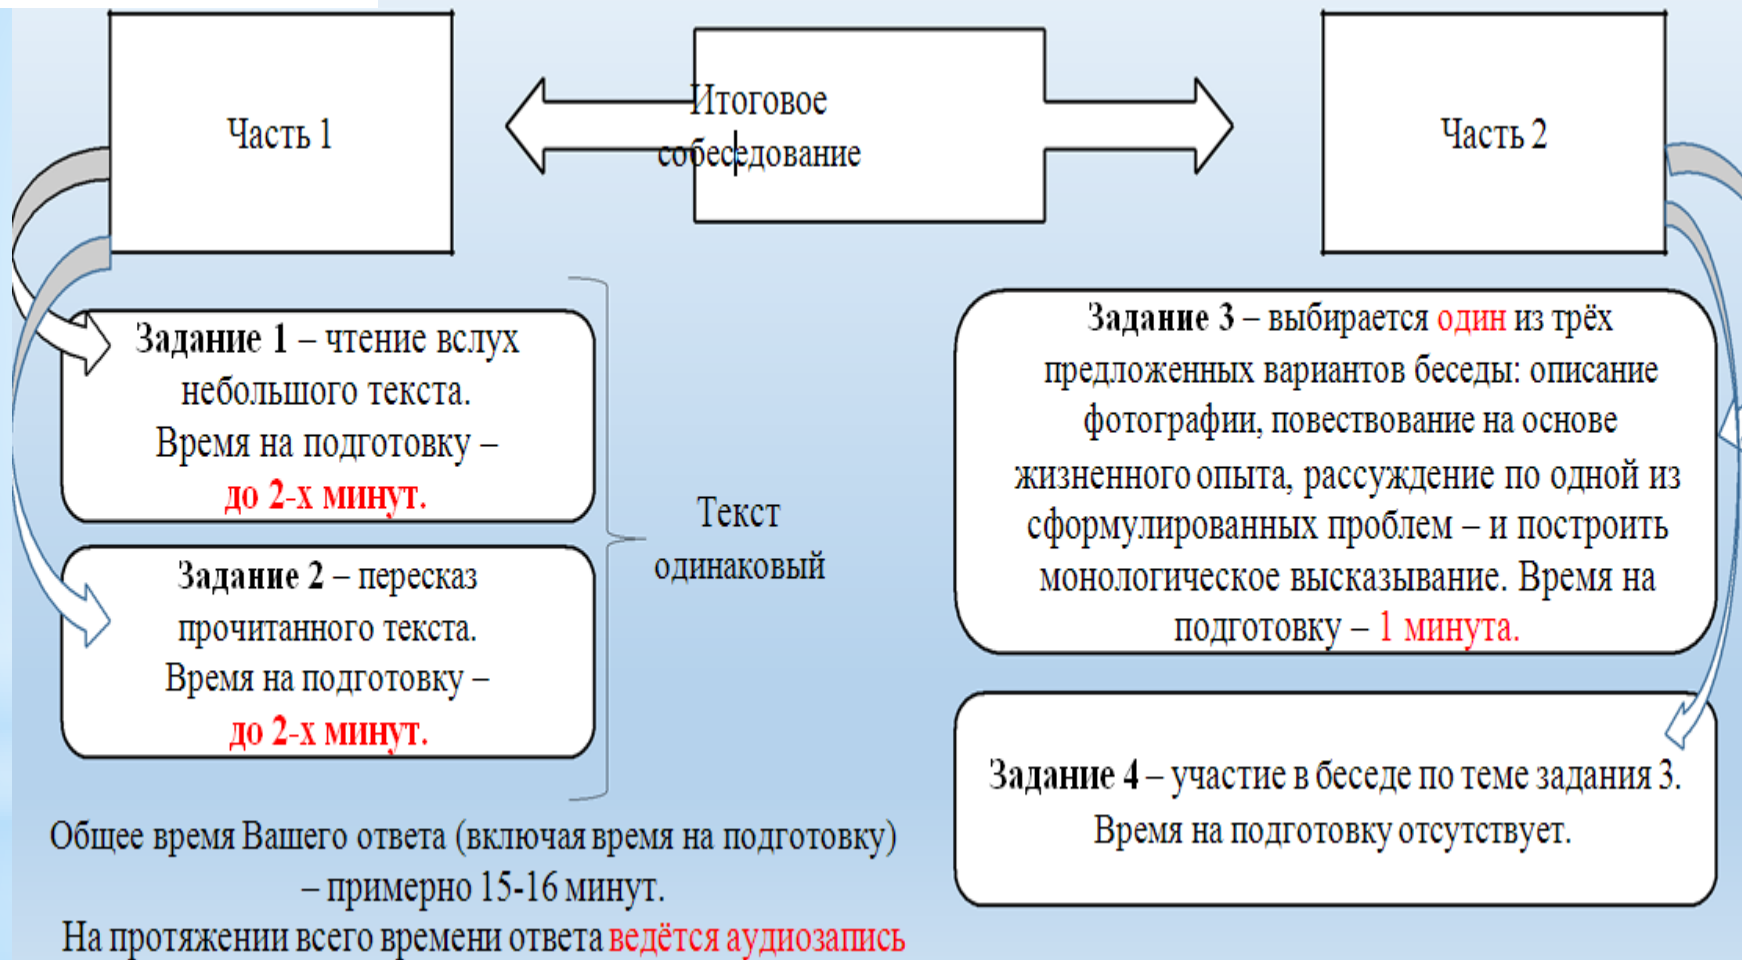 Часть 1
Итоговое
собеседование
Часть 2
Задание 1 – чтение вслух
небольшого текста.
Время на подготовку –
до 2-х минут.
Задание 2 – пересказ
прочитанного текста.
Время на подготовку –
до 2-х минут.
Текст
одинаковый
Задание 3 – выбирается один из трёх
предложенных вариантов беседы: описание
фотографии, повествование на основе
жизненного опыта, рассуждение по одной из
сформулированных проблем – и построить
монологическое высказывание. Время на
подготовку – 1 минута.
Задание 4 – участие в беседе по теме задания 3.
Время на подготовку отсутствует.
Общее время Вашего ответа (включая время на подготовку)
– примерно 15-16 минут.
На протяжении всего времени ответа ведётся аудиозапись